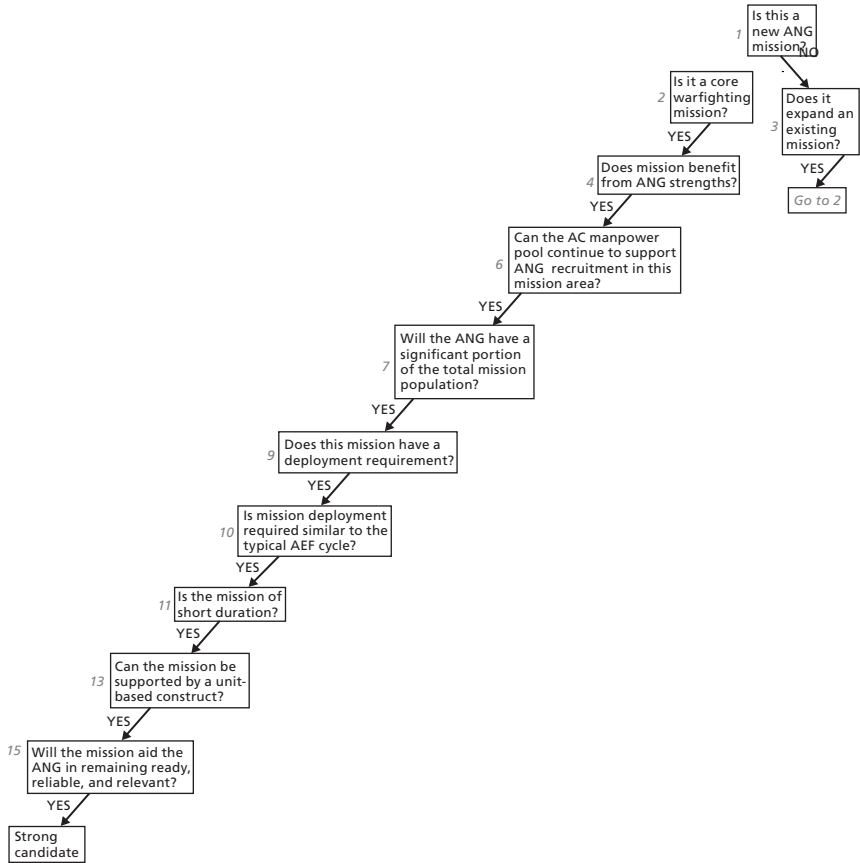 1
Is this a
new ANG
mission?
NO
2
Is it a core
warfighting
mission?
3
Does it
expand an
existing
mission?
YES
YES
4
Does mission benefit
from ANG strengths?
Go to 2
YES
6
Can the AC manpower
pool continue to support
ANG recruitment in this
mission area?
YES
7
Will the ANG have a
significant portion
of the total mission
population?
YES
9
Does this mission have a
deployment requirement?
YES
10
Is mission deployment
required similar to the
typical AEF cycle?
YES
11
Is the mission of
short duration?
YES
13
Can the mission be
supported by a unit-
based construct?
YES
15
Will the mission aid the
ANG in remaining ready,
reliable, and relevant?
YES
Strong
candidate